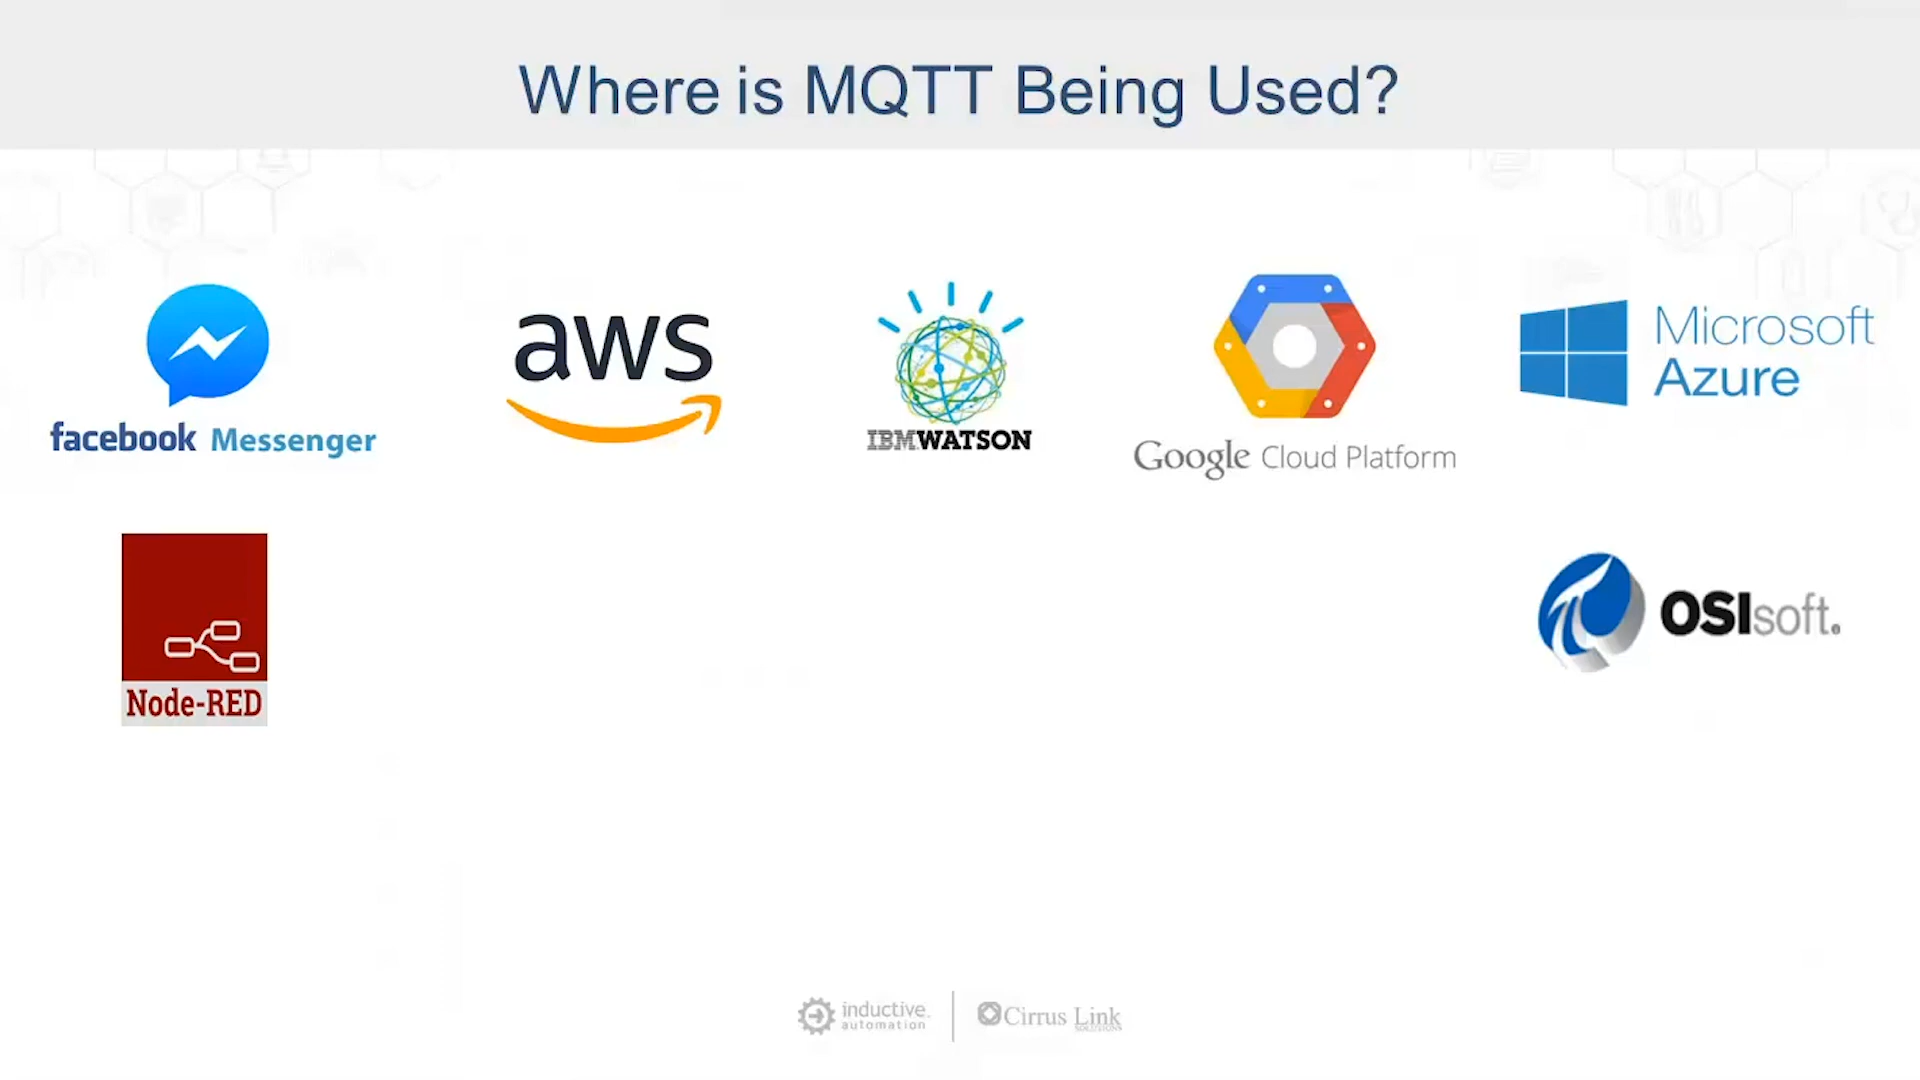 Where is MQTT Being Used?
facebook Messenger
aws
IBM WATSON
Google Cloud Platform
Microsoft
Azure
Node-RED
OSIsoft.
inductive
automation
Cirrus Link
SOLUTIONS